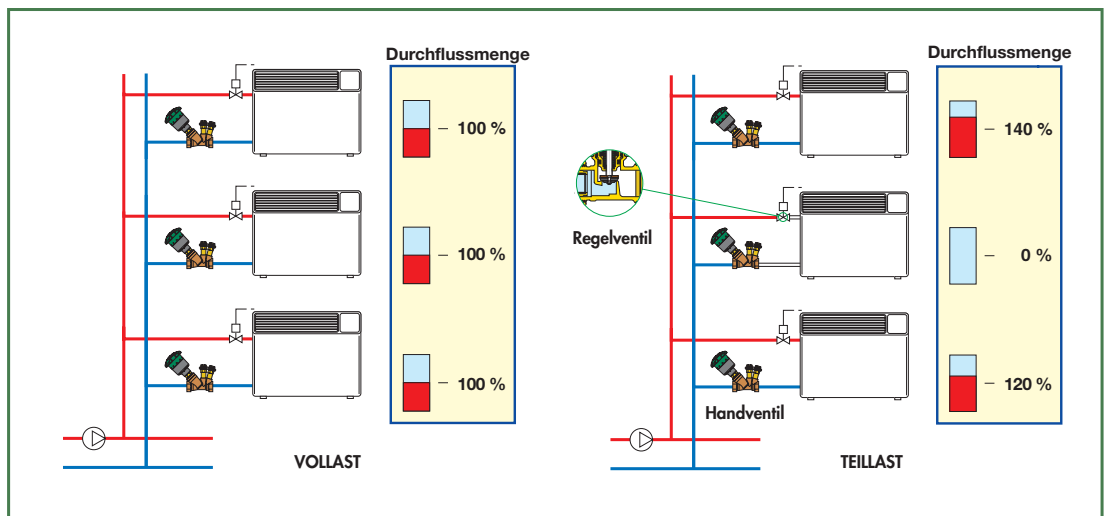 Durchflussmenge
100 %
100 %
100 %
VOLLAST
Durchflussmenge
140 %
Regelventil
0 %
120 %
Handventil
TEILLAST